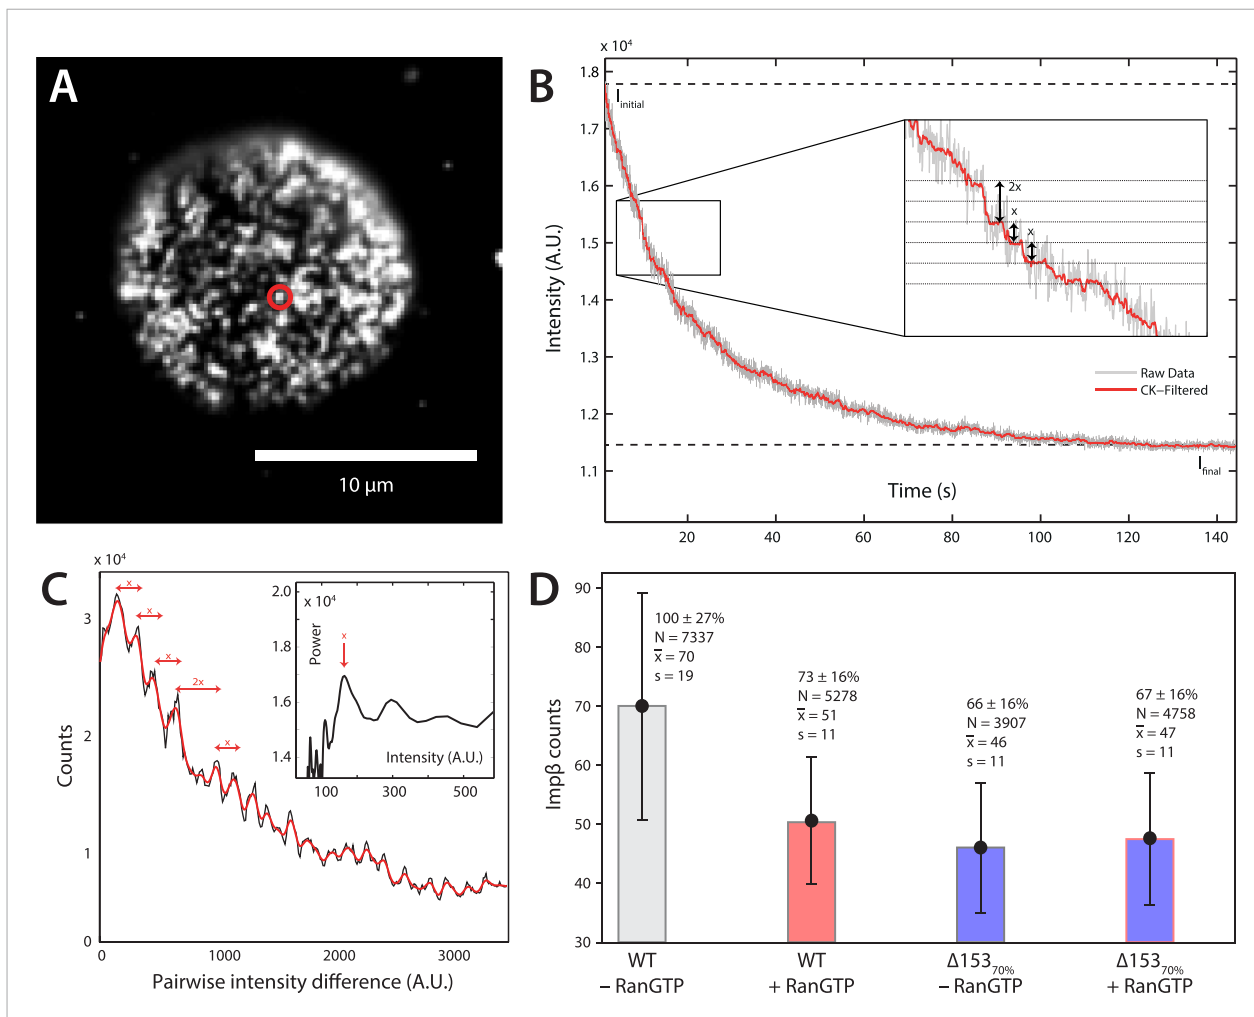 A
10 μm
B
x 10⁴
1.8
1.7
1.6
1.5
1.4
1.3
1.2
1.1
Intensity (A.U.)
I initial
2x
x
x
Raw Data
CK–Filtered
I final
Time (s)
20 40 60 80 100 120 140
C
x 10⁴
3
2
1
0
Counts
x
x
x
2x
x
2.0
x 10⁴
1.8
1.6
1.4
Power
x
Intensity (A.U.)
100 300 500
0 1000 2000 3000
Pairwise intensity difference (A.U.)
D
90
80
70
60
50
40
30
Impβ counts
100 ± 27%
N = 7337
x̅ = 70
s = 19
73 ± 16%
N = 5278
x̅ = 51
s = 11
66 ± 16%
N = 3907
x̅ = 46
s = 11
67 ± 16%
N = 4758
x̅ = 47
s = 11
WT
– RanGTP
WT
+ RanGTP
Δ153 70%
– RanGTP
Δ153 70%
+ RanGTP